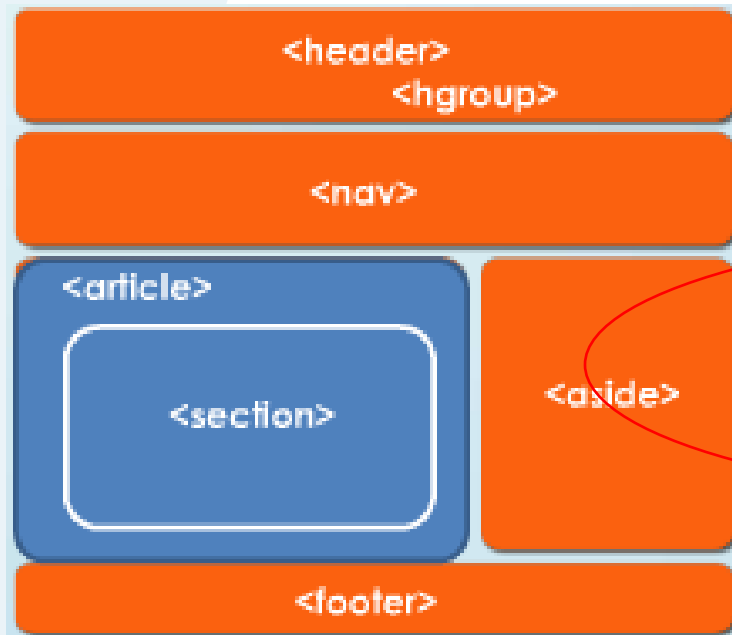 <header>
<hgroup>
<nav>
<article>
<section>
<aside>
<footer>